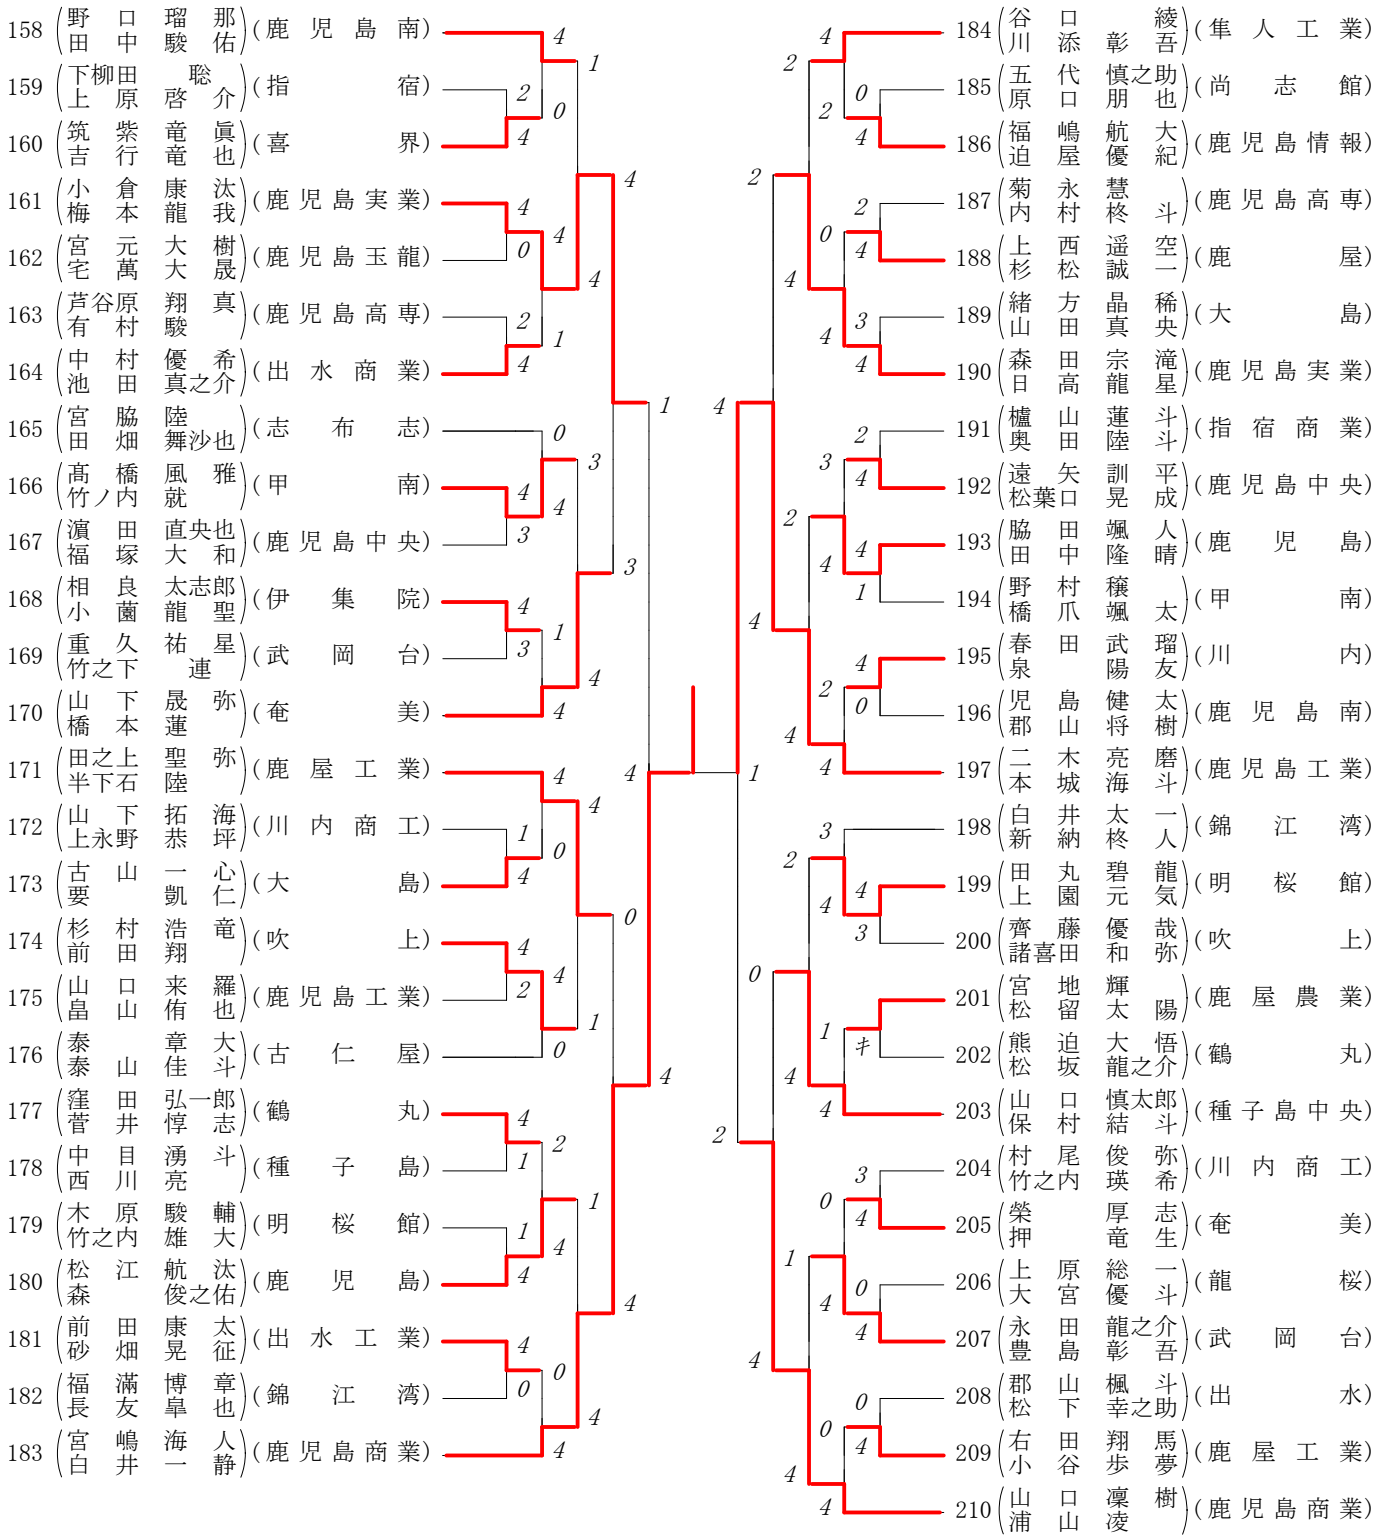 158 野口瑠那 田中駿佑 (鹿児島南)
159 下柳田聡 上原啓介 (指宿)
160 筑紫竜眞 吉行竜也 (喜界)
161 小倉康汰 梅本龍我 (鹿児島実業)
162 宮元大樹 宅萬大晟 (鹿児島玉龍)
163 芦谷原翔真 有村駿 (鹿児島高専)
164 中村優希 池田真之介 (出水商業)
165 宮脇陸 田畑舞沙也 (志布志)
166 髙橋風雅 竹ノ内就 (甲南)
167 濵田直央也 福塚大和 (鹿児島中央)
168 相良太志郎 小薗龍聖 (伊集院)
169 重久祐星 竹之下連 (武岡台)
170 山下晟弥 橋本蓮 (奄美)
171 田之上聖弥 半下石陸 (鹿屋工業)
172 山下拓海 上永野恭坪 (川内商工)
173 古山一心 要凱仁 (大島)
174 杉村浩竜 前田翔 (吹上)
175 山口来羅 畠山侑也 (鹿児島工業)
176 泰章大 泰山佳斗 (古仁屋)
177 窪田弘一郎 菅井惇志 (鶴丸)
178 中目湧斗 西川亮 (種子島)
179 木原駿輔 竹之内雄大 (明桜館)
180 松江航汰 森俊之佑 (鹿児島)
181 前田康太 砂畑晃征 (出水工業)
182 福滿博章 長友皐也 (錦江湾)
183 宮嶋海人 白井一静 (鹿児島商業)
4
2
0
4
1
4
0
4
2
1
4
4
4
0
4
3
4
3
4
3
1
4
4
3
1
4
1
4
1
4
0
4
4
2
4
0
1
0
4
1
2
1
4
4
1
4
0
0
4
4
4
4
4
1
184 谷口綾 川添彰吾 (隼人工業)
185 五代慎之助 原口朋也 (尚志館)
186 福嶋航大 迫屋優紀 (鹿児島情報)
187 菊永慧 内村柊斗 (鹿児島高専)
188 上西遥空 杉松誠一 (鹿屋)
189 緒方晶稀 山田真央 (大島)
190 森田宗滝 日高龍星 (鹿児島実業)
191 櫨山蓮斗 奥田陸斗 (指宿商業)
192 遠矢訓平 松葉口晃成 (鹿児島中央)
193 脇田颯人 田中隆晴 (鹿児島)
194 野村穣 橋爪颯太 (甲南)
195 春田武瑠 泉陽友 (川内)
196 児島健太 郡山将樹 (鹿児島南)
197 二木亮磨 本城海斗 (鹿児島工業)
198 白井太一 新納柊人 (錦江湾)
199 田丸碧龍 上園元気 (明桜館)
200 齊藤優哉 諸喜田和弥 (吹上)
201 宮地輝 松留太陽 (鹿屋農業)
202 熊迫大悟 松坂龍之介 (鶴丸)
203 山口慎太郎 保村結斗 (種子島中央)
204 村尾俊弥 竹之内瑛希 (川内商工)
205 榮厚志 押竜生 (奄美)
206 上原総一 大宮優斗 (龍桜)
207 永田龍之介 豊島彰吾 (武岡台)
208 郡山楓斗 松下幸之助 (出水)
209 右田翔馬 小谷歩夢 (鹿屋工業)
210 山口凜樹 浦山凌 (鹿児島商業)
4
2
0
2
4
2
2
0
4
3
4
4
4
2
3
4
2
4
4
1
4
4
2
0
4
4
3
2
4
4
3
0
1
キ
4
4
2
3
0
4
1
0
4
4
4
0
0
4
4
4